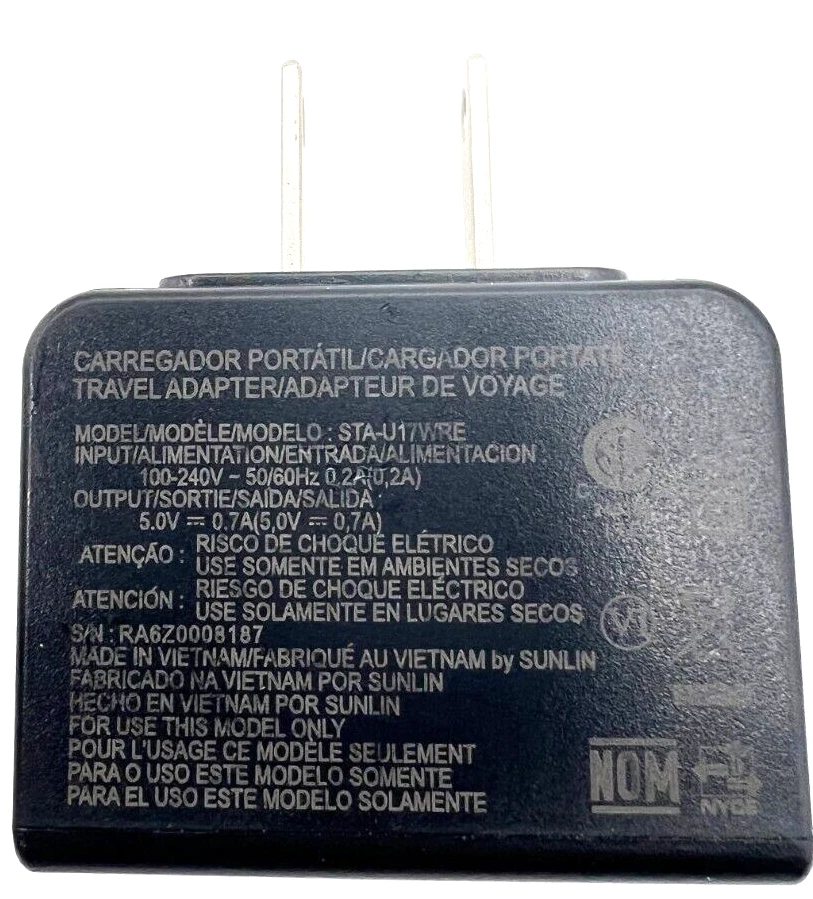 CARREGADOR PORTÁTIL/CARGADOR PORTATIL
TRAVEL ADAPTER/ADAPTEUR DE VOYAGE
MODEL/MODÈLE/MODELO : STA-U17WRE
INPUT/ALIMENTATION/ENTRADA/ALIMENTACION
100-240V ~ 50/60Hz 0.2A(0,2A)
OUTPUT/SORTIE/SAIDA/SALIDA :
5.0V ⎓ 0.7A(5,0V ⎓ 0,7A)
ATENÇÃO : RISCO DE CHOQUE ELÉTRICO
USE SOMENTE EM AMBIENTES SECOS
ATENCIÓN : RIESGO DE CHOQUE ELÉCTRICO
USE SOLAMENTE EN LUGARES SECOS
S/N : RA6Z0008187
VI
MADE IN VIETNAM/FABRIQUÉ AU VIETNAM by SUNLIN
FABRICADO NA VIETNAM POR SUNLIN
HECHO EN VIETNAM POR SUNLIN
FOR USE THIS MODEL ONLY
POUR L'USAGE CE MODÈLE SEULEMENT
PARA O USO ESTE MODELO SOMENTE
PARA EL USO ESTE MODELO SOLAMENTE
NOM
NYCE